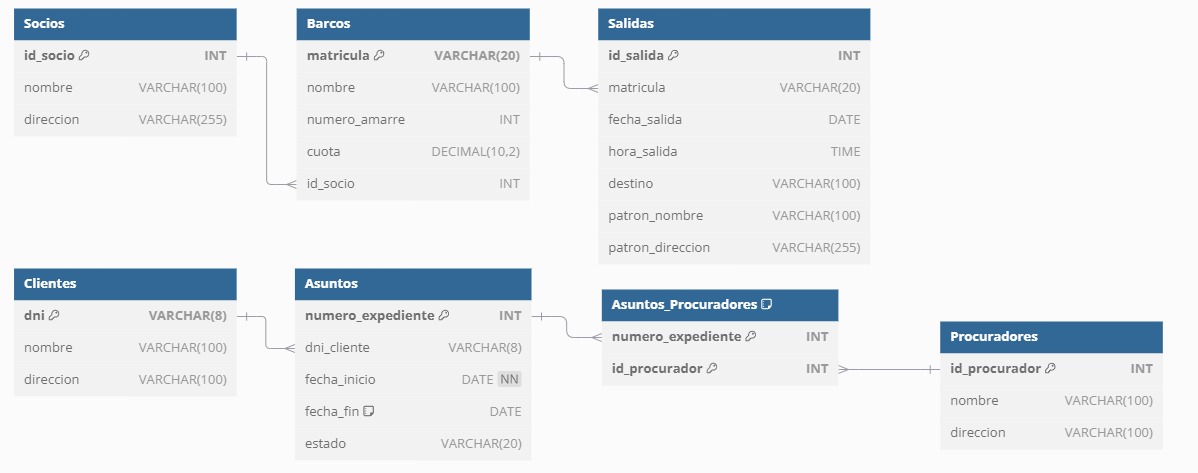 Socios
id_socio INT
nombre VARCHAR(100)
direccion VARCHAR(255)
Barcos
matricula VARCHAR(20)
nombre VARCHAR(100)
numero_amarre INT
cuota DECIMAL(10,2)
id_socio INT
Salidas
id_salida INT
matricula VARCHAR(20)
fecha_salida DATE
hora_salida TIME
destino VARCHAR(100)
patron_nombre VARCHAR(100)
patron_direccion VARCHAR(255)
Clientes
dni VARCHAR(8)
nombre VARCHAR(100)
direccion VARCHAR(100)
Asuntos
numero_expediente INT
dni_cliente VARCHAR(8)
fecha_inicio DATE NN
fecha_fin DATE
estado VARCHAR(20)
Asuntos_Procuradores
numero_expediente INT
id_procurador INT
Procuradores
id_procurador INT
nombre VARCHAR(100)
direccion VARCHAR(100)